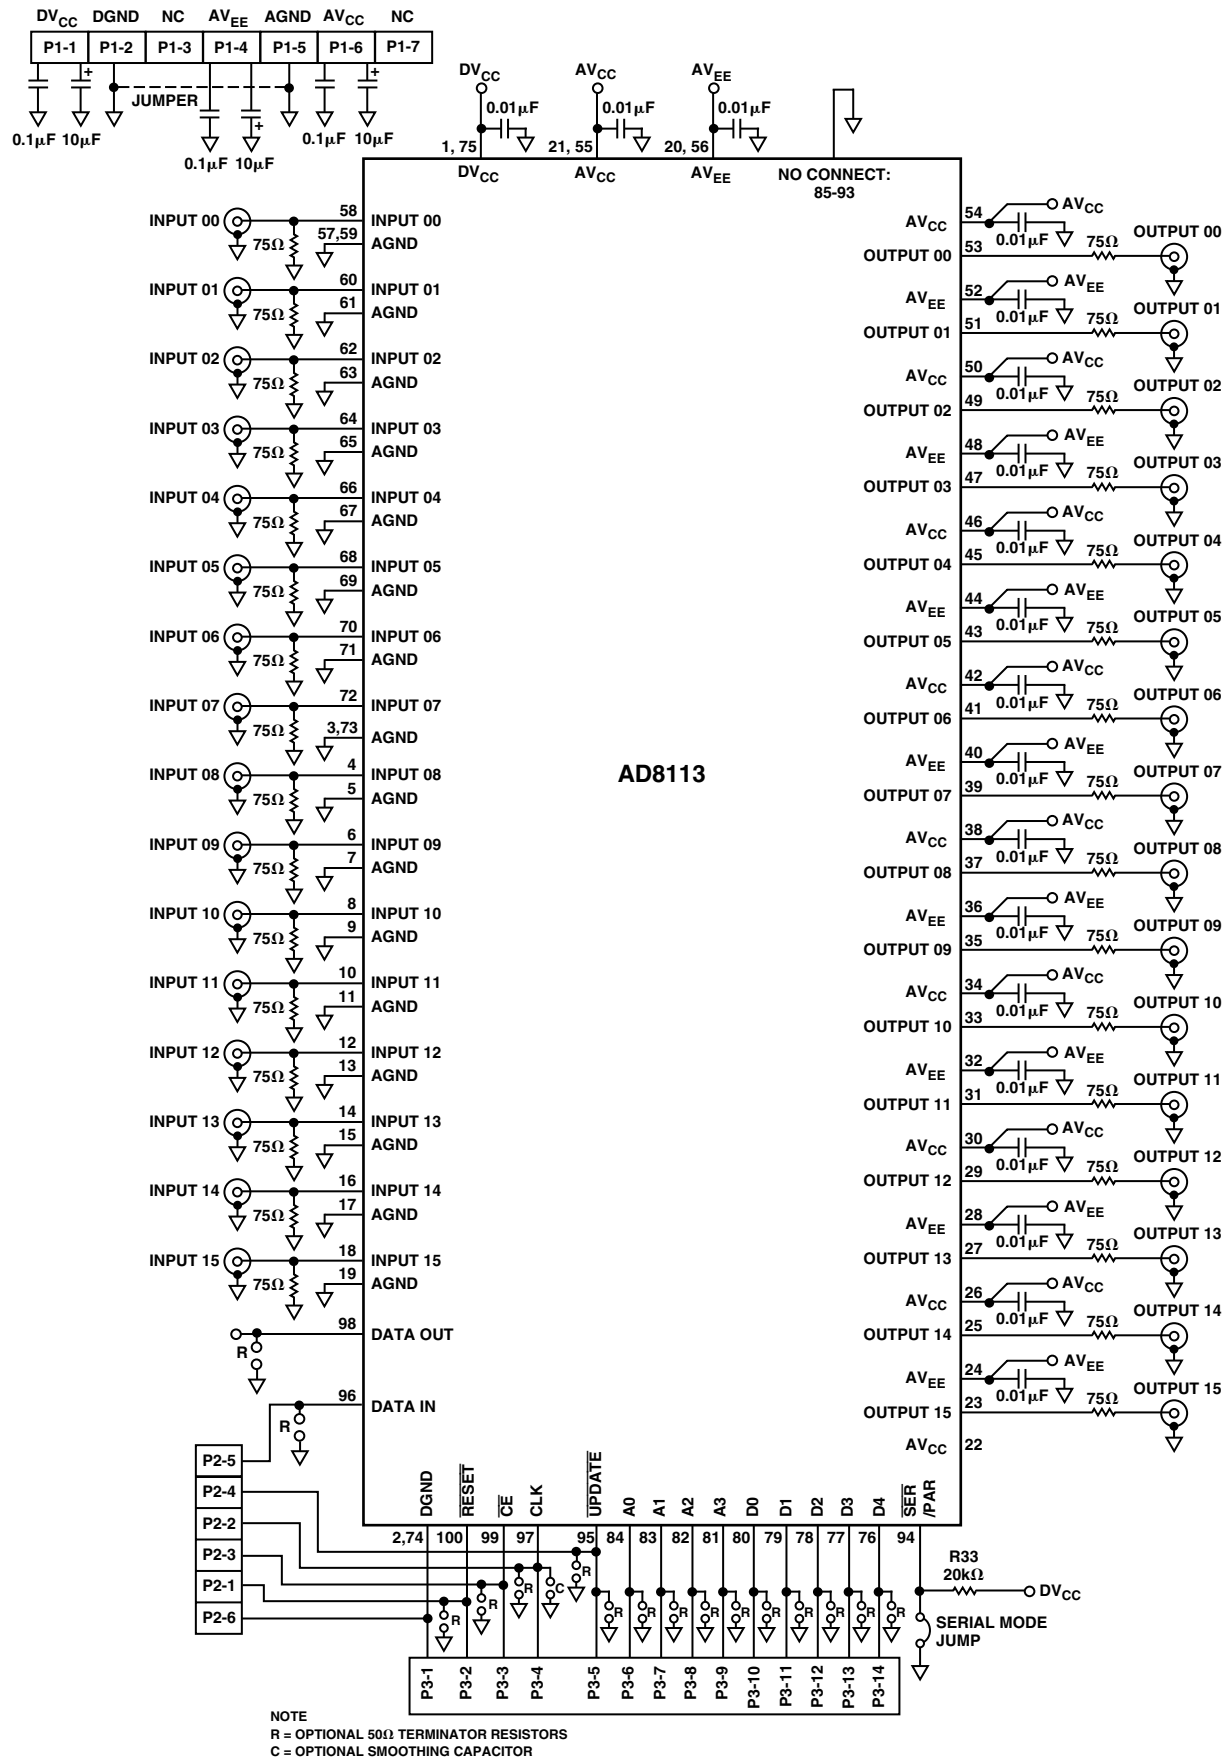 DVCC DGND NC AVEE AGND AVCC NC
P1-1 P1-2 P1-3 P1-4 P1-5 P1-6 P1-7
JUMPER
0.1µF 10µF 0.1µF 10µF 0.1µF 10µF
DVCC AVCC AVEE
0.01µF 0.01µF 0.01µF
1, 75 21, 55 20, 56
DVCC AVCC AVEE NO CONNECT:
85-93
INPUT 00 75Ω 58 INPUT 00
57,59 AGND
INPUT 01 75Ω 60 INPUT 01
61 AGND
INPUT 02 75Ω 62 INPUT 02
63 AGND
INPUT 03 75Ω 64 INPUT 03
65 AGND
INPUT 04 75Ω 66 INPUT 04
67 AGND
INPUT 05 75Ω 68 INPUT 05
69 AGND
INPUT 06 75Ω 70 INPUT 06
71 AGND
INPUT 07 75Ω 72 INPUT 07
3,73 AGND
INPUT 08 75Ω 4 INPUT 08
5 AGND
INPUT 09 75Ω 6 INPUT 09
7 AGND
INPUT 10 75Ω 8 INPUT 10
9 AGND
INPUT 11 75Ω 10 INPUT 11
11 AGND
INPUT 12 75Ω 12 INPUT 12
13 AGND
INPUT 13 75Ω 14 INPUT 13
15 AGND
INPUT 14 75Ω 16 INPUT 14
17 AGND
INPUT 15 75Ω 18 INPUT 15
19 AGND
R 98 DATA OUT
R 96 DATA IN
AD8113
AVCC 54 0.01µF AVCC
OUTPUT 00 53 75Ω OUTPUT 00
AVEE 52 0.01µF AVEE
OUTPUT 01 51 75Ω OUTPUT 01
AVCC 50 0.01µF AVCC
OUTPUT 02 49 75Ω OUTPUT 02
AVEE 48 0.01µF AVEE
OUTPUT 03 47 75Ω OUTPUT 03
AVCC 46 0.01µF AVCC
OUTPUT 04 45 75Ω OUTPUT 04
AVEE 44 0.01µF AVEE
OUTPUT 05 43 75Ω OUTPUT 05
AVCC 42 0.01µF AVCC
OUTPUT 06 41 75Ω OUTPUT 06
AVEE 40 0.01µF AVEE
OUTPUT 07 39 75Ω OUTPUT 07
AVCC 38 0.01µF AVCC
OUTPUT 08 37 75Ω OUTPUT 08
AVEE 36 0.01µF AVEE
OUTPUT 09 35 75Ω OUTPUT 09
AVCC 34 0.01µF AVCC
OUTPUT 10 33 75Ω OUTPUT 10
AVEE 32 0.01µF AVEE
OUTPUT 11 31 75Ω OUTPUT 11
AVCC 30 0.01µF AVCC
OUTPUT 12 29 75Ω OUTPUT 12
AVEE 28 0.01µF AVEE
OUTPUT 13 27 75Ω OUTPUT 13
AVCC 26 0.01µF AVCC
OUTPUT 14 25 75Ω OUTPUT 14
AVEE 24 0.01µF AVEE
OUTPUT 15 23 75Ω OUTPUT 15
AVCC 22
P2-5
P2-4
P2-2
P2-3
P2-1
P2-6
DGND RESET CE CLK UPDATE A0 A1 A2 A3 D0 D1 D2 D3 D4 SER /PAR
2,74 100 99 97 95 84 83 82 81 80 79 78 77 76 94
R R R C R
R R R R R R R R R R
R33
20kΩ DVCC
SERIAL MODE
JUMP
P3-1 P3-2 P3-3 P3-4 P3-5 P3-6 P3-7 P3-8 P3-9 P3-10 P3-11 P3-12 P3-13 P3-14
NOTE
R = OPTIONAL 50Ω TERMINATOR RESISTORS
C = OPTIONAL SMOOTHING CAPACITOR